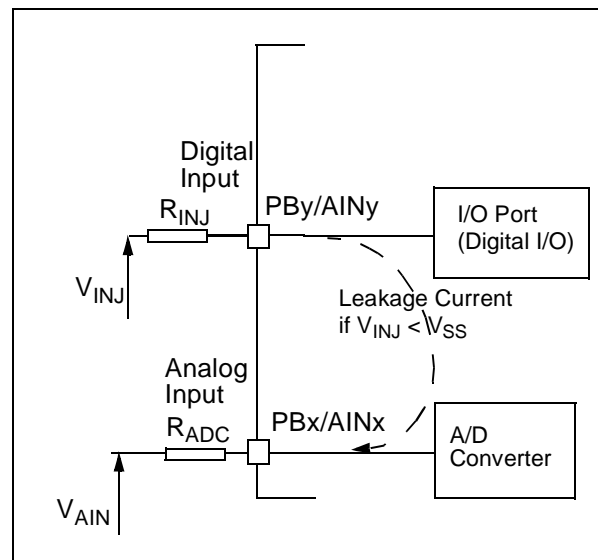 Digital
Input
R_INJ
PBy/AINy
I/O Port
(Digital I/O)
V_INJ
Leakage Current
if V_INJ < V_SS
Analog
Input
R_ADC
PBx/AINx
A/D
Converter
V_AIN